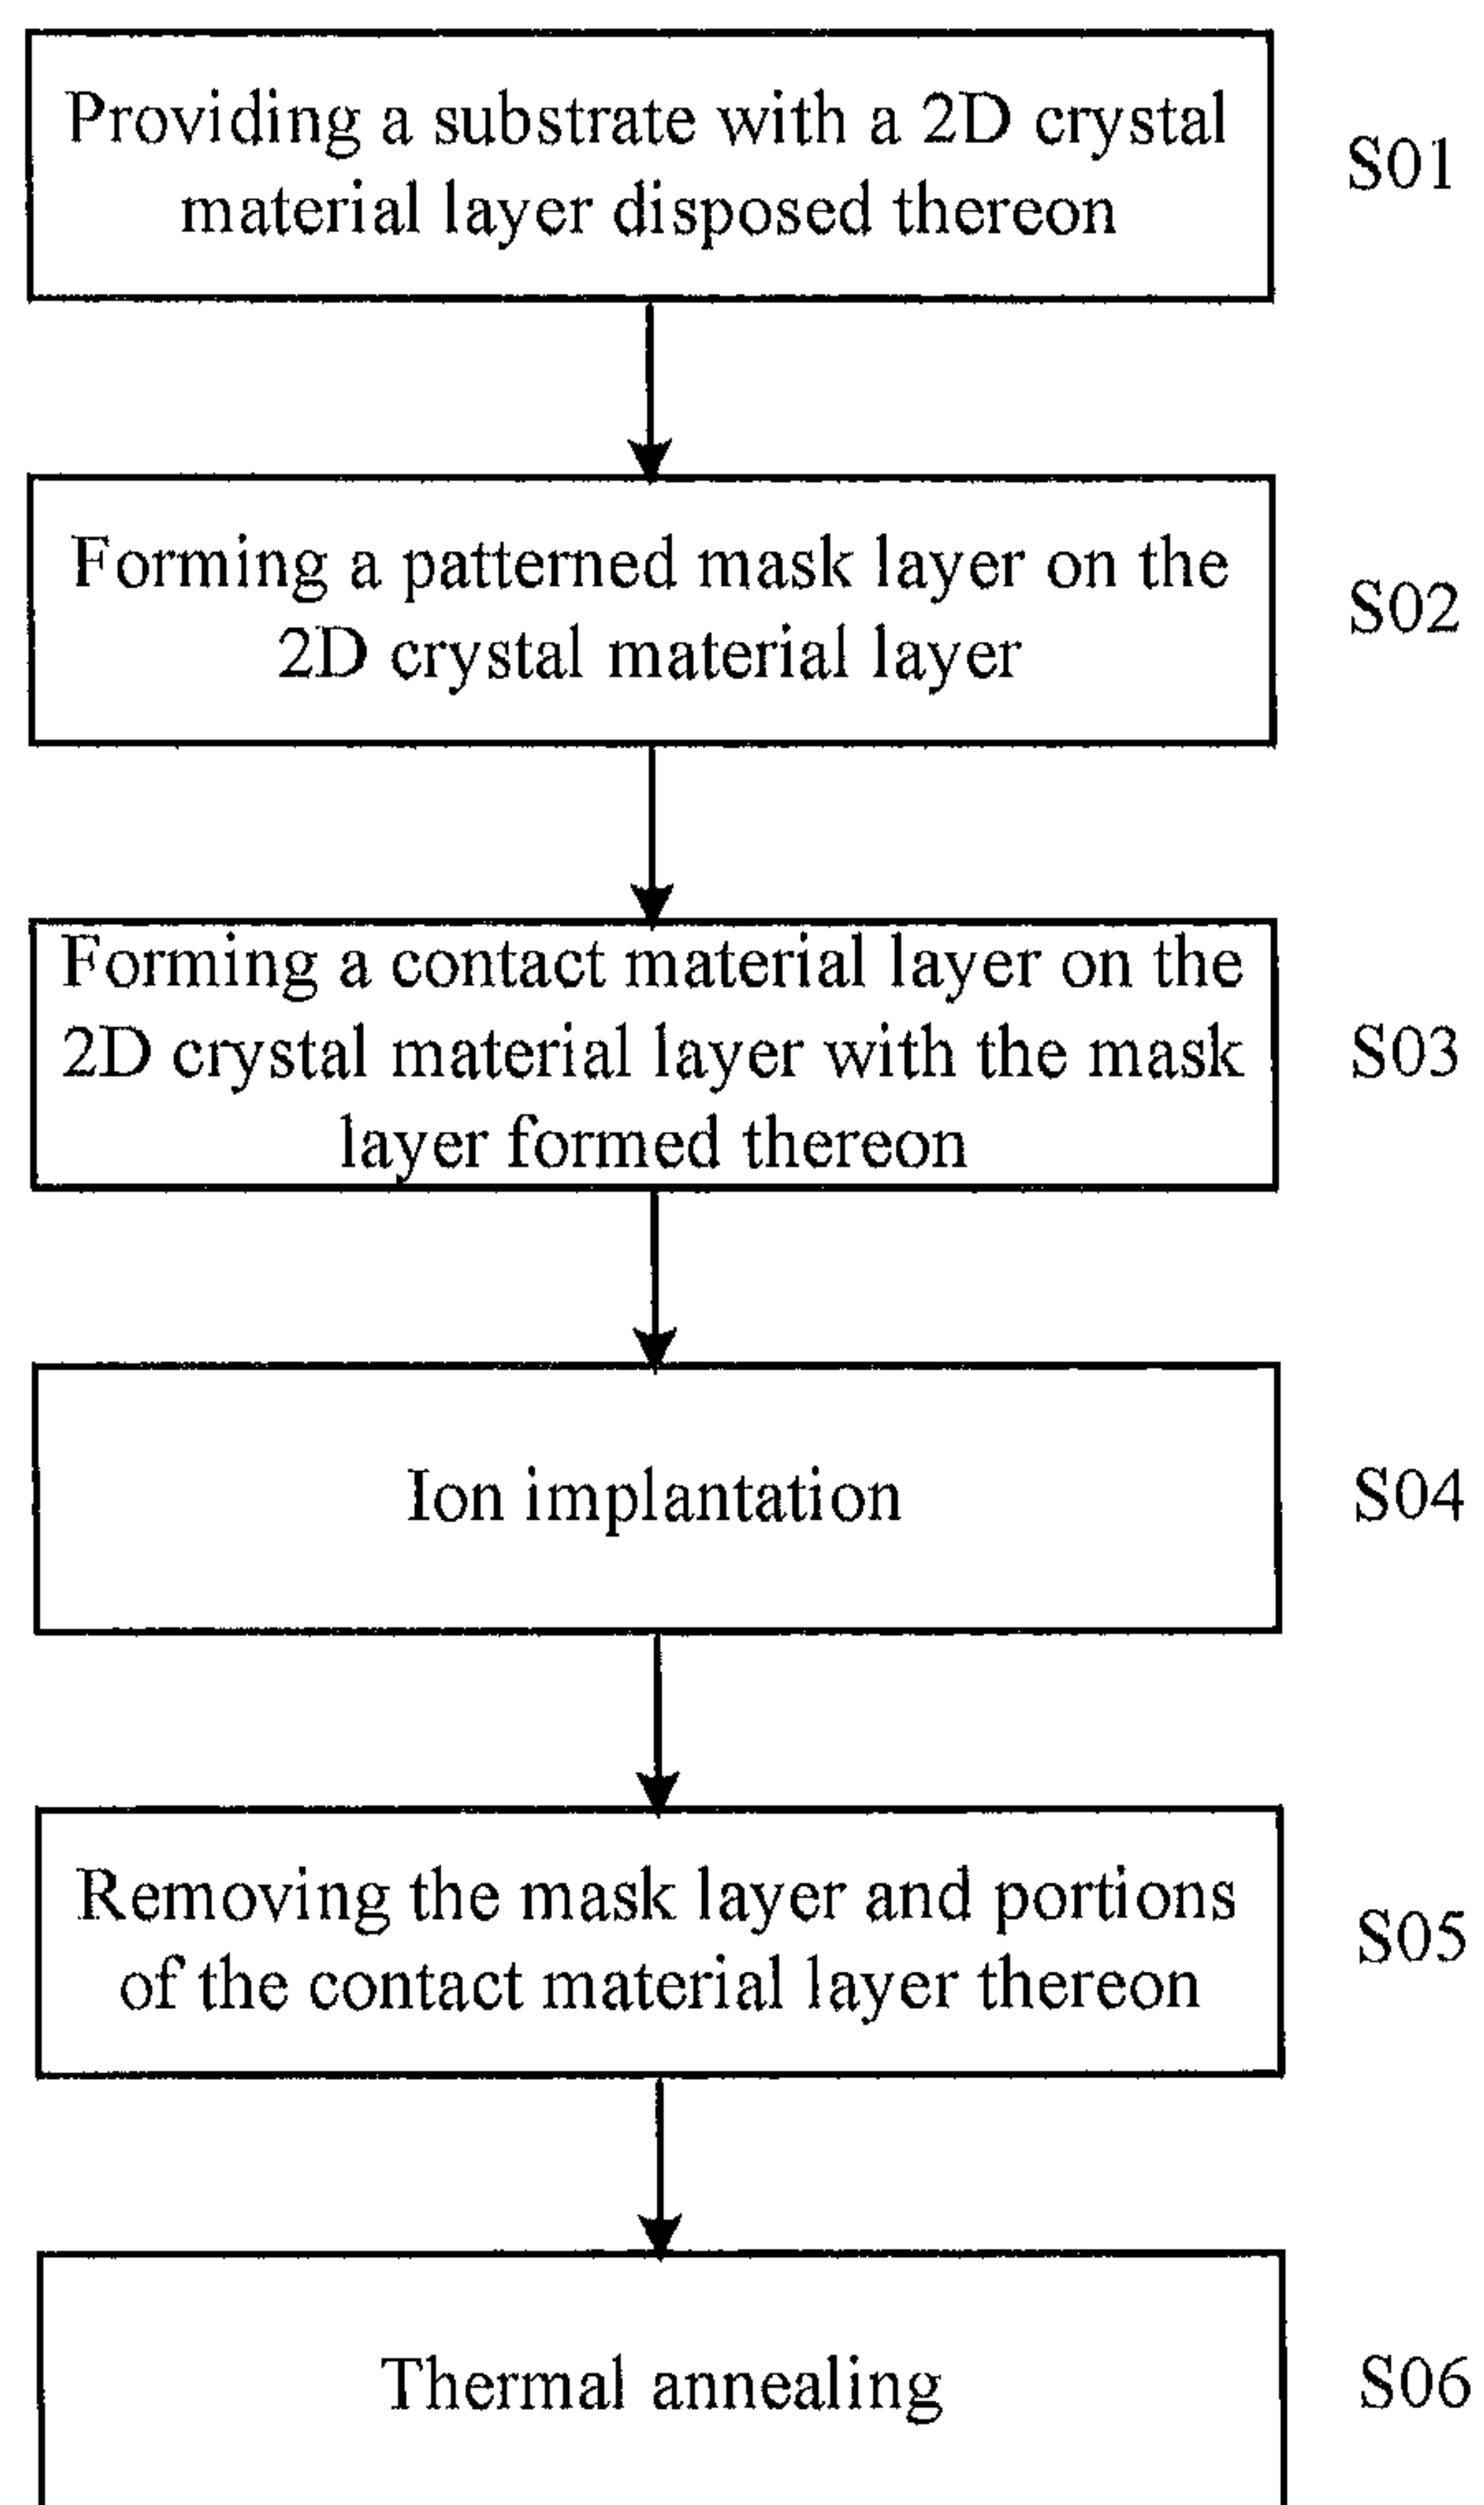 Providing a substrate with a 2D crystal
material layer disposed thereon
S01
Forming a patterned mask layer on the
2D crystal material layer
S02
Forming a contact material layer on the
2D crystal material layer with the mask
layer formed thereon
S03
Ion implantation
S04
Removing the mask layer and portions
of the contact material layer thereon
S05
Thermal annealing
S06